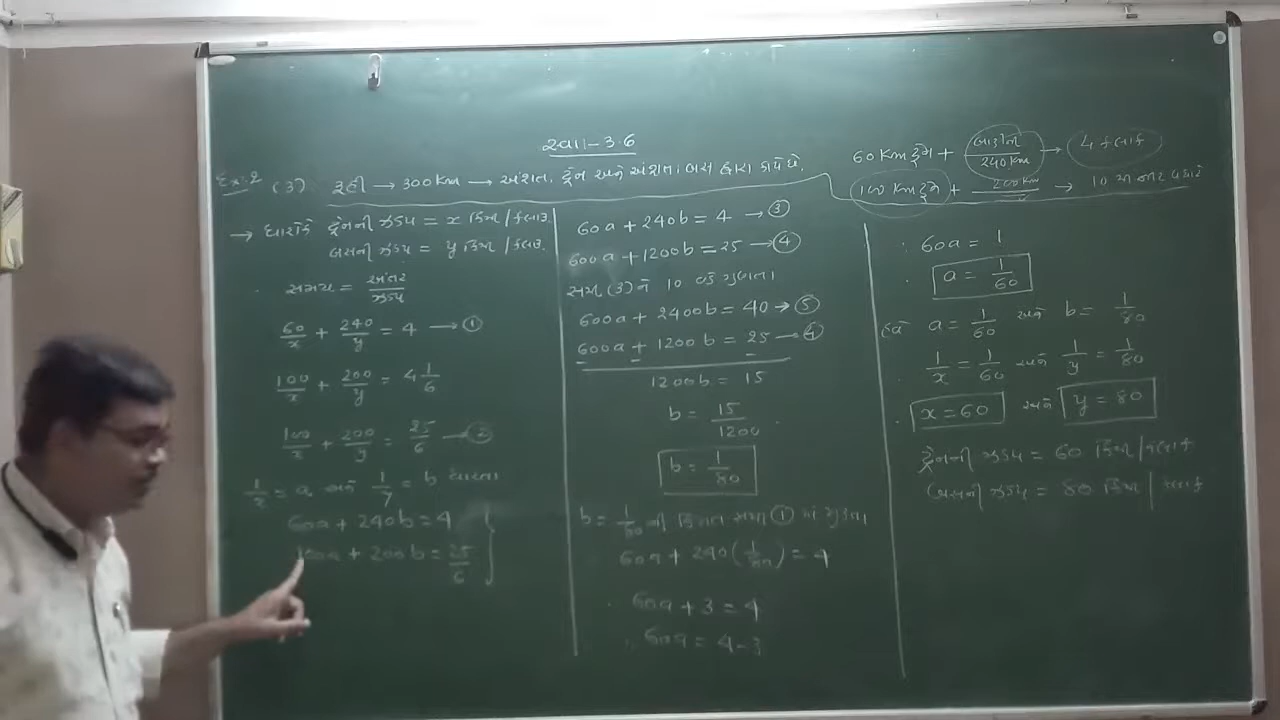 સ્વા-3.6
(3) રૂહી → 300 Km → અંશતઃ ટ્રેન અને અંશતઃ બસ દ્વારા કાપે છે.
60 Km ટ્રેન + બાકીનું 240 Km → 4 કલાક
100 Km ટ્રેન + 200 Km → 10
→ ધારોકે ટ્રેનની ઝડપ = x કિમી / કલાક
બસની ઝડપ = y કિમી / કલાક
સમય = અંતર/ઝડપ
60/x + 240/y = 4 → ①
100/x + 200/y = 4 1/6
100/x + 200/y = 25/6 → ②
1/x = a અને 1/y = b ધારતા
60a + 240b = 4
100a + 200b = 25/6
60a + 240b = 4 → ③
600a + 1200b = 25 → ④
સમી (3) ને 10 વડે ગુણતા
600a + 2400b = 40 → ⑤
600a + 1200b = 25 → ④
1200b = 15
b = 15/1200
b = 1/80
b = 1/80 ની કિંમત સમી ① માં મુકતા
60a + 240(1/80) = 4
60a + 3 = 4
∴ 60a = 4 - 3
∴ 60a = 1
a = 1/60
હવે a = 1/60 અને b = 1/80
1/x = 1/60 અને 1/y = 1/80
x = 60 અને y = 80
ટ્રેનની ઝડપ = 60 કિમી/કલાક
બસની ઝડપ = 80 કિમી/કલાક